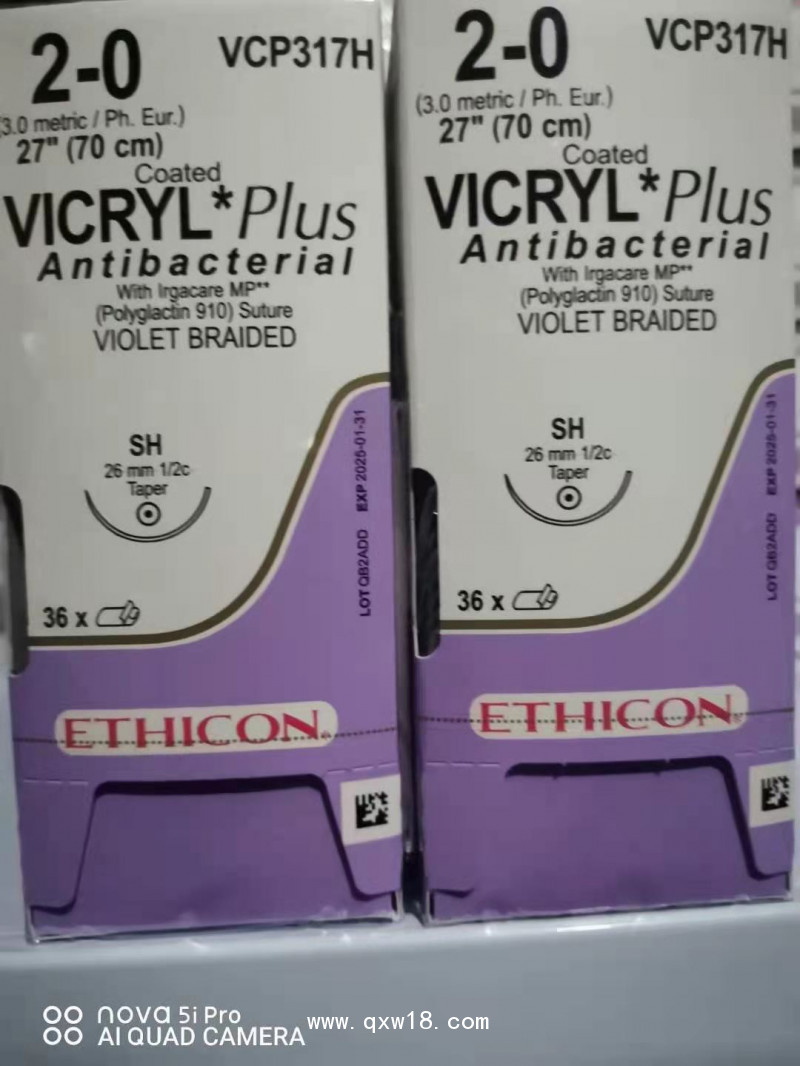 2-0
VCP317H
(3.0 metric / Ph. Eur.)
27" (70 cm)
Coated
VICRYL*Plus
Antibacterial
With Irgacare MP**
(Polyglactin 910) Suture
VIOLET BRAIDED
SH
26 mm 1/2c
Taper
36 x
LOT QB2ADD EXP 2025-01-31
ETHICON
2-0
VCP317H
(3.0 metric / Ph. Eur.)
27" (70 cm)
Coated
VICRYL*Plus
Antibacterial
With Irgacare MP**
(Polyglactin 910) Suture
VIOLET BRAIDED
SH
26 mm 1/2c
Taper
36 x
LOT QB2ADD EXP 2025-01-31
ETHICON
nova 5i Pro
AI QUAD CAMERA
www.qxw18.com